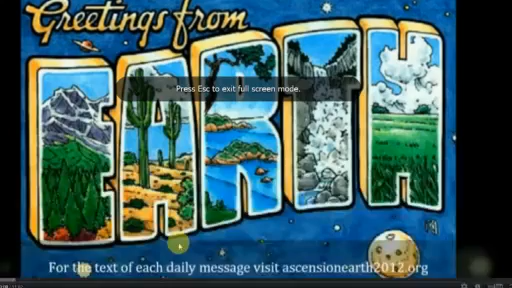 Greetings from
EARTH
Press Esc to exit full screen mode.
For the text of each daily message visit ascensionearth2012.org